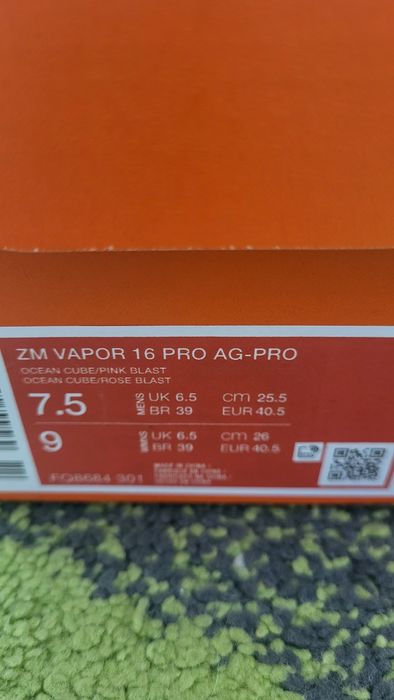 ZM VAPOR 16 PRO AG-PRO
OCEAN CUBE/PINK BLAST
OCEAN CUBE/ROSE BLAST
7.5 MENS UK 6.5 cm 25.5
BR 39 EUR 40.5
9 WMNS UK 6.5 cm 26
BR 39 EUR 40.5
MADE IN CHINA
FQ8684 301